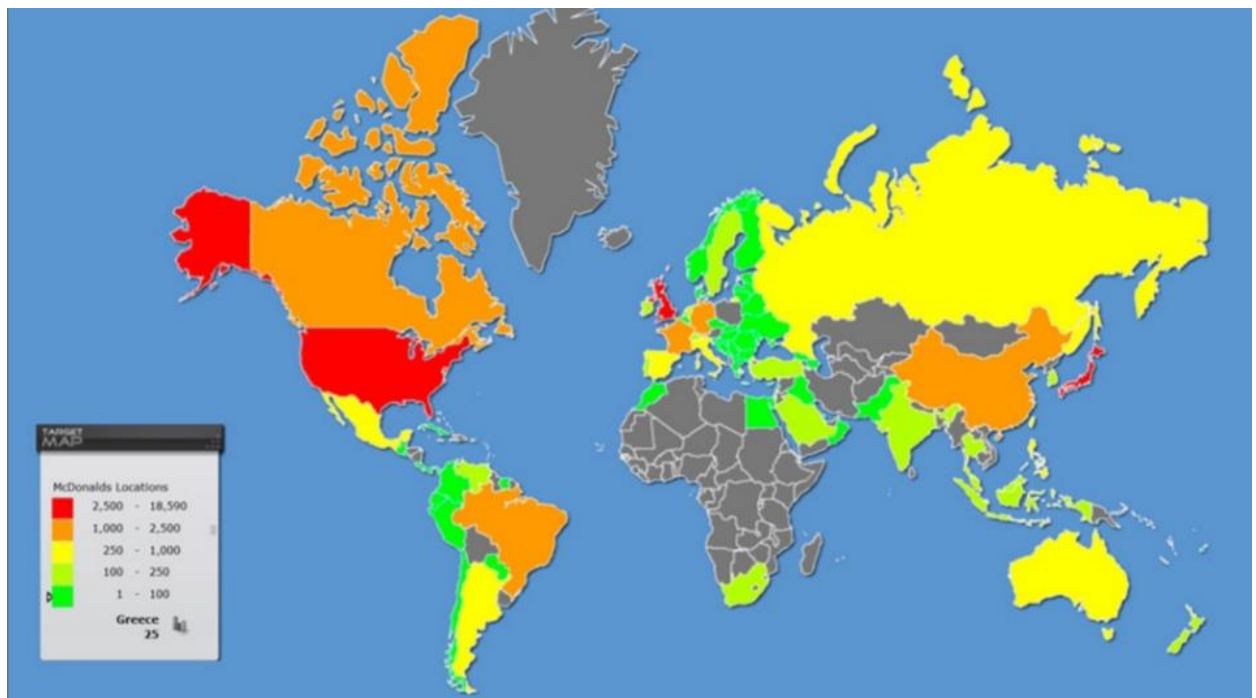 TARGET
MAP
McDonalds Locations
2,500 - 18,590
1,000 - 2,500
250 - 1,000
100 - 250
1 - 100
Greece
25